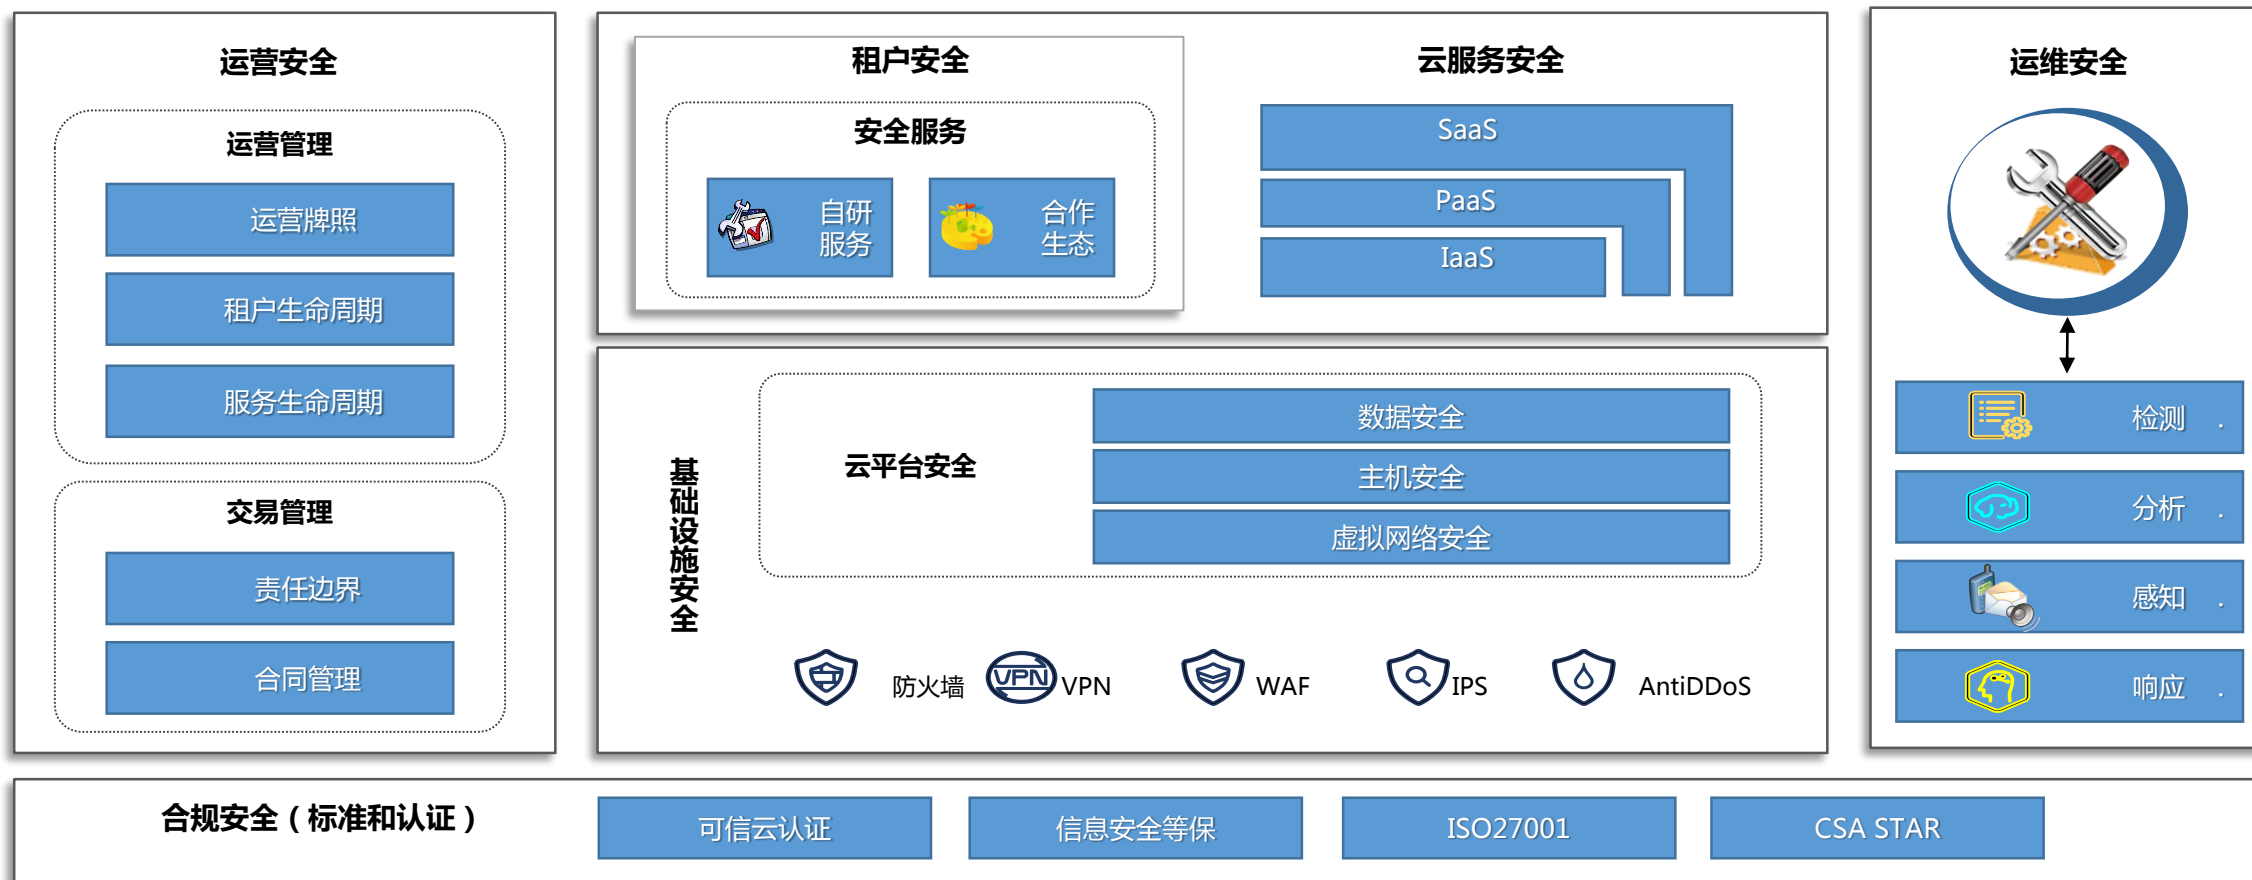 运营安全
运营管理
运营牌照
租户生命周期
服务生命周期
交易管理
责任边界
合同管理
租户安全
安全服务
自研
服务
合作
生态
云服务安全
SaaS
PaaS
IaaS
基础设施安全
云平台安全
数据安全
主机安全
虚拟网络安全
防火墙
VPN
VPN
WAF
IPS
AntiDDoS
运维安全
检测 .
分析 .
感知 .
响应 .
合规安全（标准和认证）
可信云认证
信息安全等保
ISO27001
CSA STAR